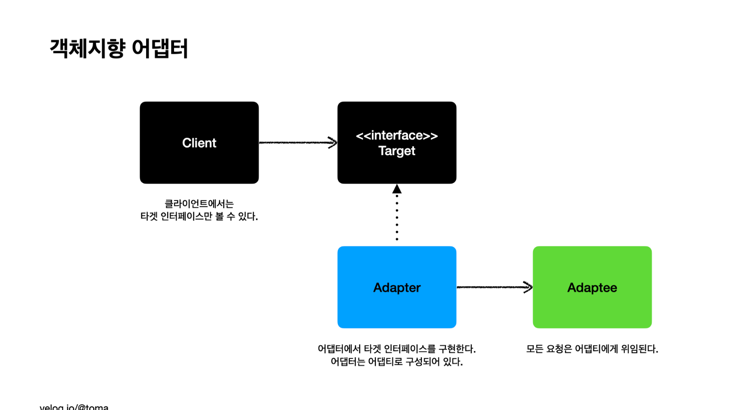 객체지향 어댑터
Client
<<interface>>
Target
클라이언트에서는
타겟 인터페이스만 볼 수 있다.
Adapter
Adaptee
어댑터에서 타겟 인터페이스를 구현한다.
어댑터는 어댑티로 구성되어 있다.
모든 요청은 어댑티에게 위임된다.
velog.io/@toma